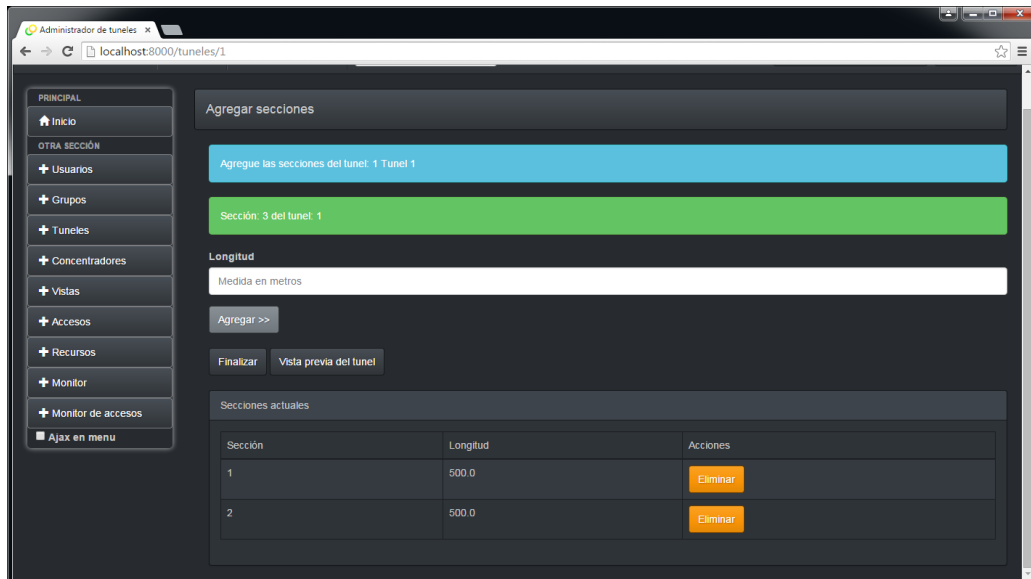 Administrador de tuneles
localhost:8000/tuneles/1
PRINCIPAL
Inicio
OTRA SECCIÓN
Usuarios
Grupos
Tuneles
Concentradores
Vistas
Accesos
Recursos
Monitor
Monitor de accesos
Ajax en menu
Agregar secciones
Agregue las secciones del tunel: 1 Tunel 1
Sección: 3 del tunel: 1
Longitud
Medida en metros
Agregar >>
Finalizar Vista previa del tunel
Secciones actuales
Sección Longitud Acciones
1 500.0 Eliminar
2 500.0 Eliminar